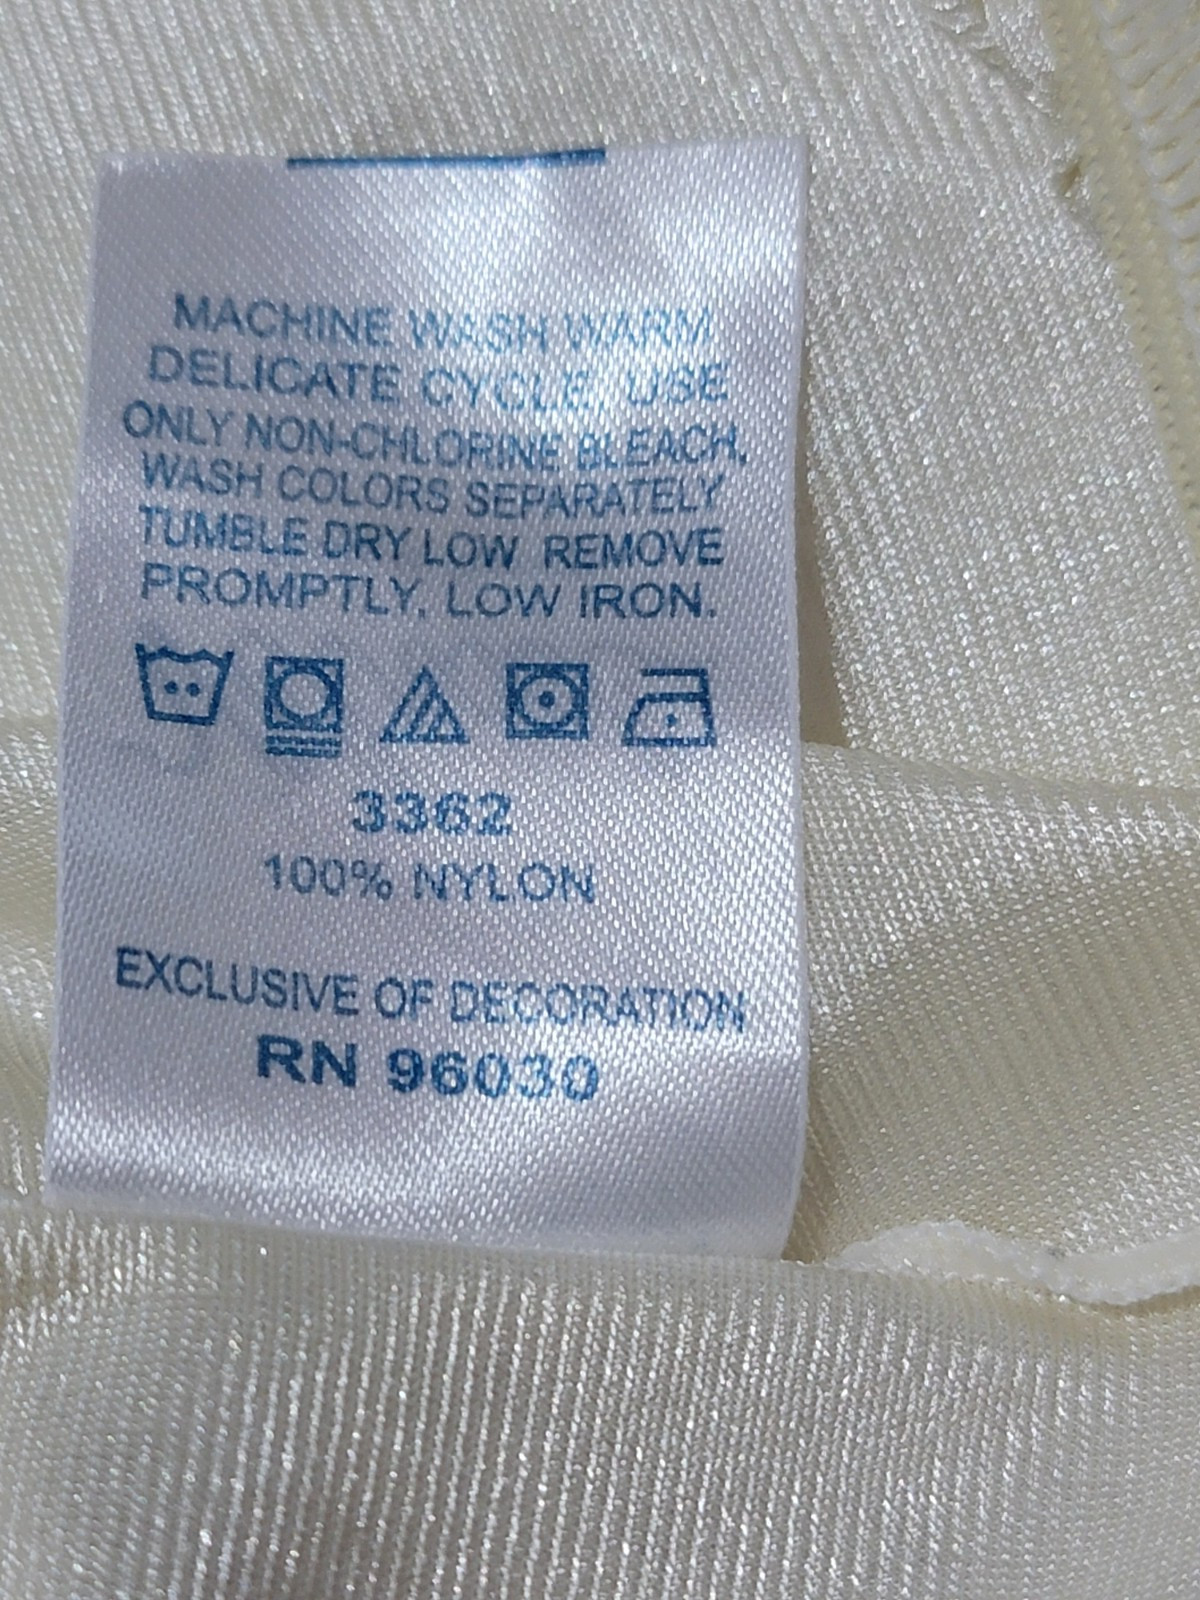 MACHINE WASH WARM
DELICATE CYCLE, USE
ONLY NON-CHLORINE BLEACH,
WASH COLORS SEPARATELY
TUMBLE DRY LOW REMOVE
PROMPTLY, LOW IRON.
3362
100% NYLON
EXCLUSIVE OF DECORATION
RN 96030